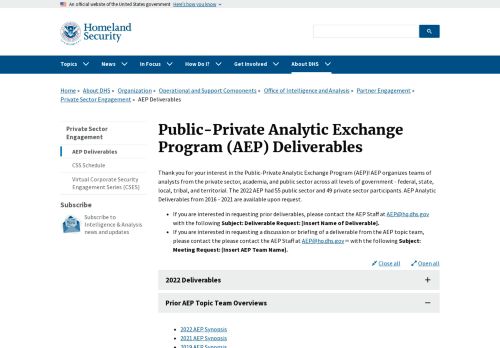 An official website of the United States government Here's how you know
Homeland
Security
Topics News In Focus How Do I? Get Involved About DHS
Home About DHS Organization Operational and Support Components Office of Intelligence and Analysis Partner Engagement
Private Sector Engagement AEP Deliverables
Private Sector
Engagement
AEP Deliverables
CSS Schedule
Virtual Corporate Security
Engagement Series (CSES)
Subscribe
Subscribe to
Intelligence & Analysis
news and updates
Public-Private Analytic Exchange
Program (AEP) Deliverables
Thank you for your interest in the Public-Private Analytic Exchange Program (AEP)! AEP organizes teams
of analysts from the private sector, academia, and public sector across all levels of government - federal, state,
local, tribal, and territorial. The 2022 AEP had 55 public sector and 49 private sector participants. AEP Analytic
Deliverables from 2016 - 2021 are available upon request.
• If you are interested in requesting prior deliverables, please contact the AEP Staff at AEP@hq.dhs.gov
with the following Subject: Deliverable Request: [Insert Name of Deliverable].
• If you are interested in requesting a discussion or briefing of a deliverable from the AEP topic team,
please contact the please contact the AEP Staff at AEP@hq.dhs.gov with the following Subject:
Meeting Request: [Insert AEP Team Name].
Close all Open all
2022 Deliverables
Prior AEP Topic Team Overviews
• 2022 AEP Synopsis
• 2021 AEP Synopsis
• 2019 AEP Synopsis